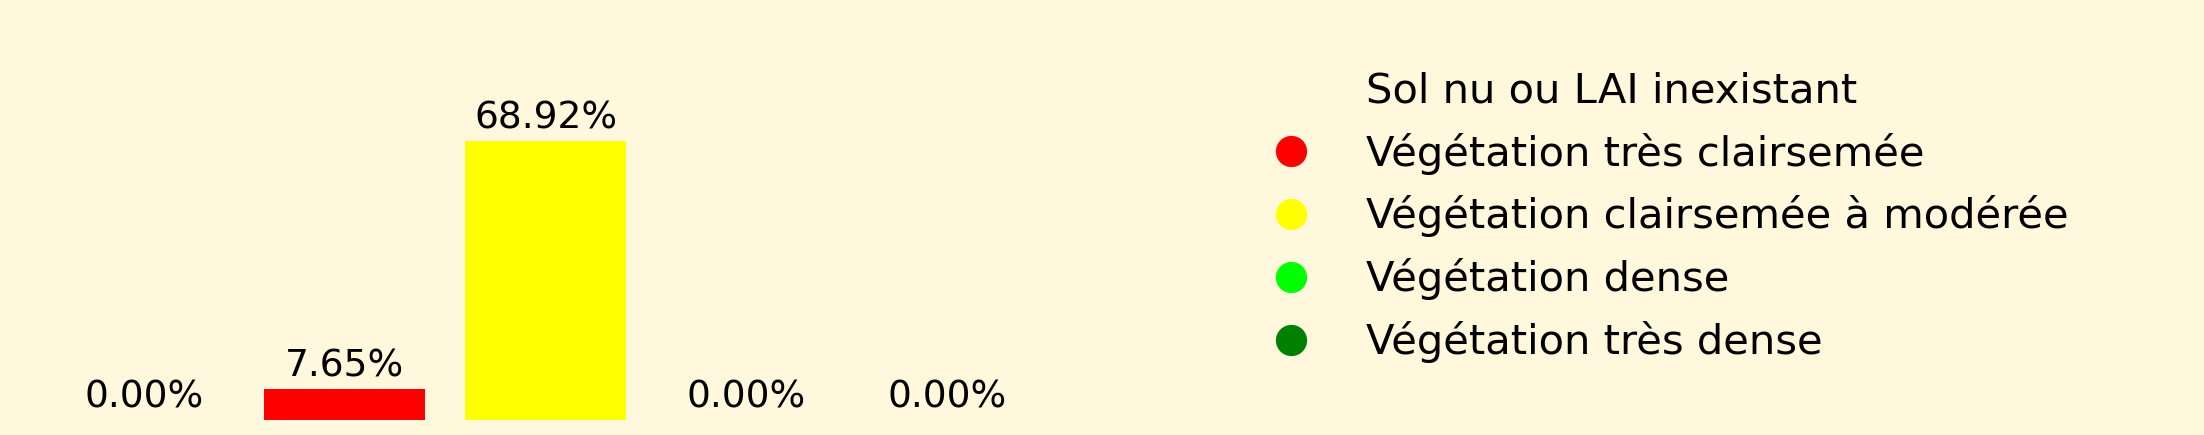 68.92%
7.65%
0.00%
0.00%
0.00%
Sol nu ou LAI inexistant
Végétation très clairsemée
Végétation clairsemée à modérée
Végétation dense
Végétation très dense